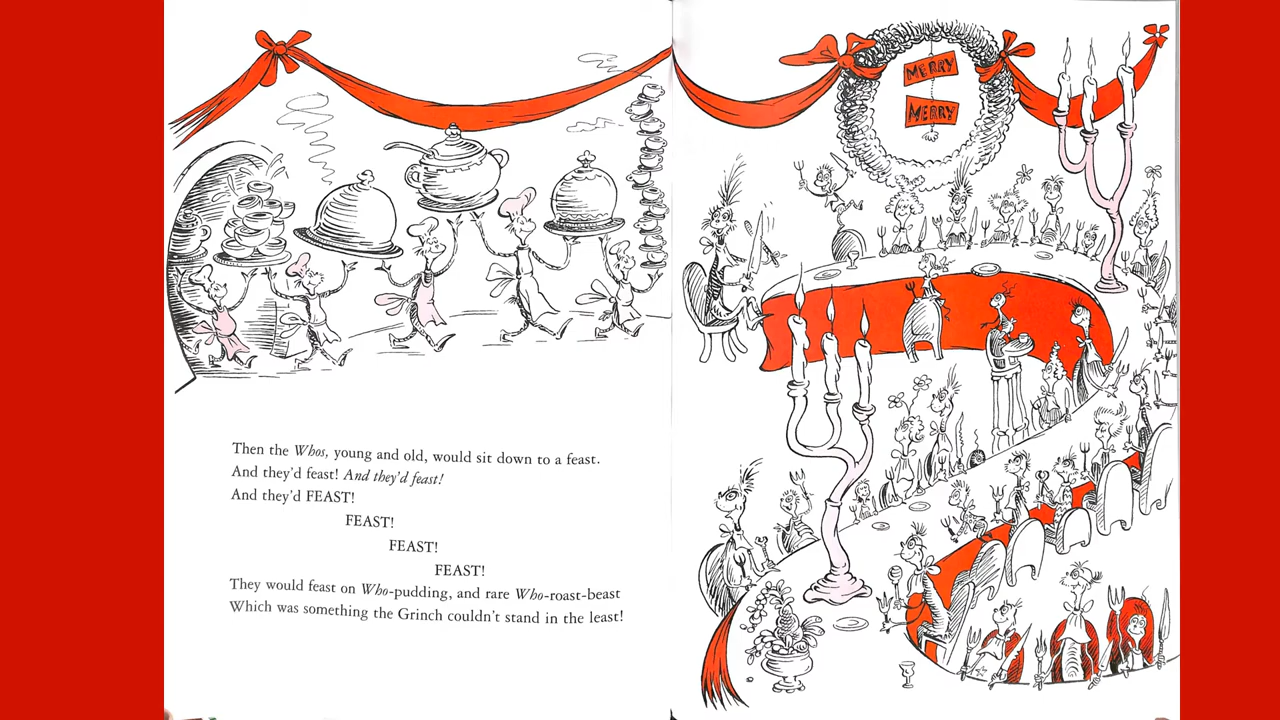 Then the Whos, young and old, would sit down to a feast.
And they'd feast! And they'd feast!
And they'd FEAST!
FEAST!
FEAST!
FEAST!
They would feast on Who-pudding, and rare Who-roast-beast
Which was something the Grinch couldn't stand in the least!
MERRY
MERRY